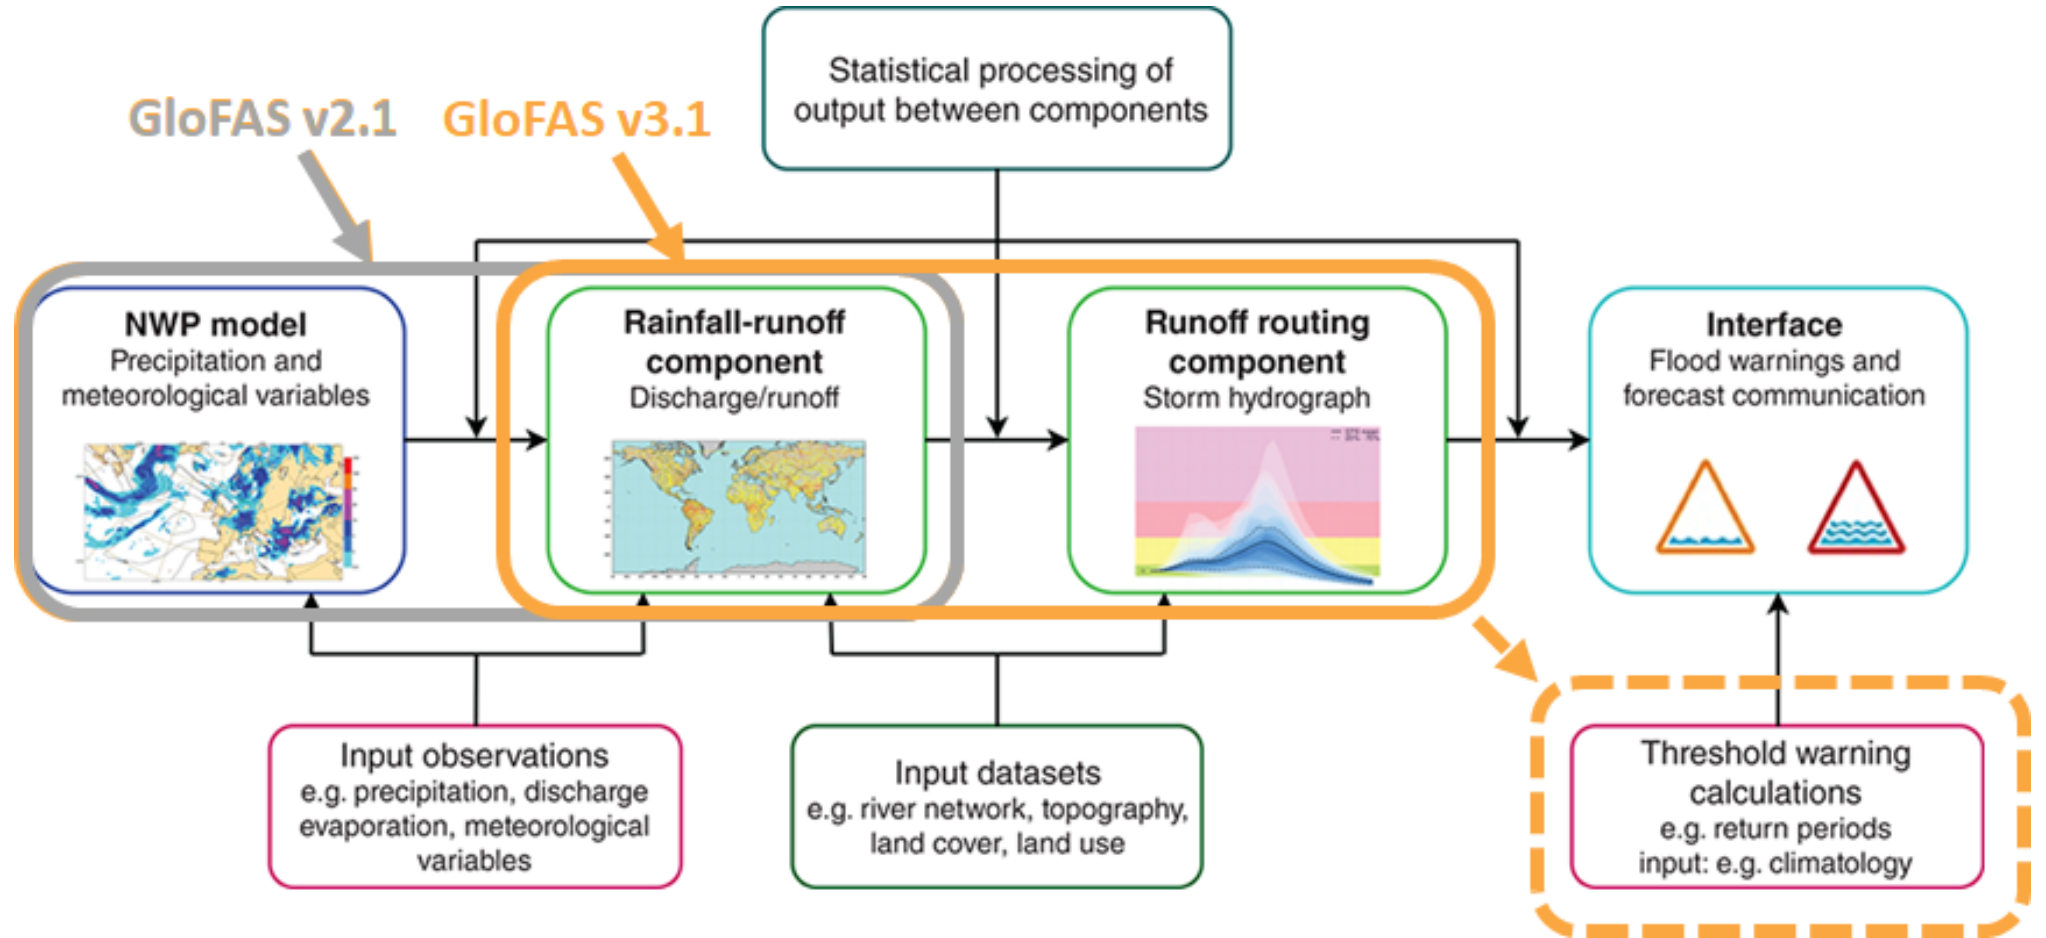 Statistical processing of
output between components
GloFAS v2.1
GloFAS v3.1
NWP model
Precipitation and
meteorological variables
Rainfall-runoff
component
Discharge/runoff
Runoff routing
component
Storm hydrograph
Interface
Flood warnings and
forecast communication
Input observations
e.g. precipitation, discharge
evaporation, meteorological
variables
Input datasets
e.g. river network, topography,
land cover, land use
Threshold warning
calculations
e.g. return periods
input: e.g. climatology